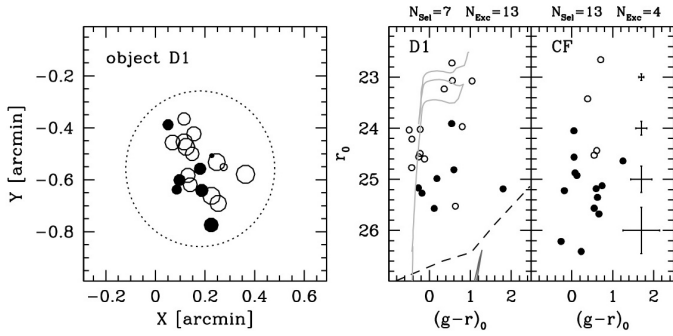 N_Sel=7 N_Exc=13 N_Sel=13 N_Exc=4
object D1
D1
CF
−0.2
−0.4
−0.6
−0.8
Y [arcmin]
−0.2 0 0.2 0.4 0.6
X [arcmin]
23
24
25
26
r_0
0 1 2
(g−r)_0
0 1 2
(g−r)_0